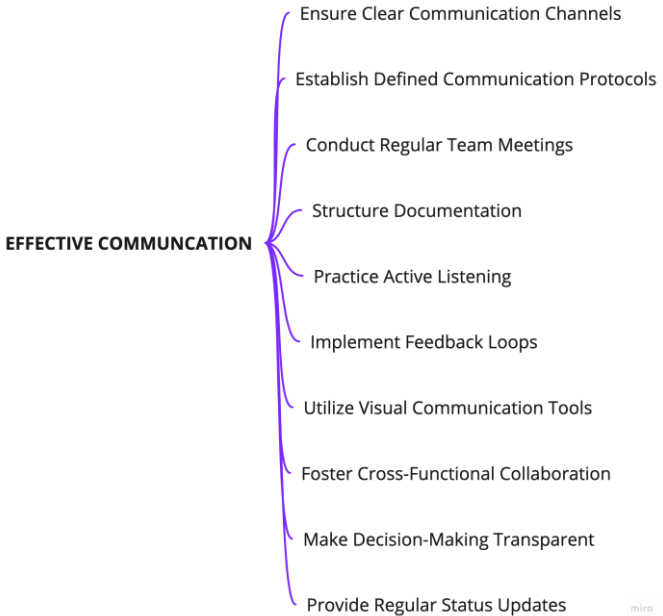 Ensure Clear Communication Channels
Establish Defined Communication Protocols
Conduct Regular Team Meetings
Structure Documentation
EFFECTIVE COMMUNCATION
Practice Active Listening
Implement Feedback Loops
Utilize Visual Communication Tools
Foster Cross-Functional Collaboration
Make Decision-Making Transparent
Provide Regular Status Updates
miro